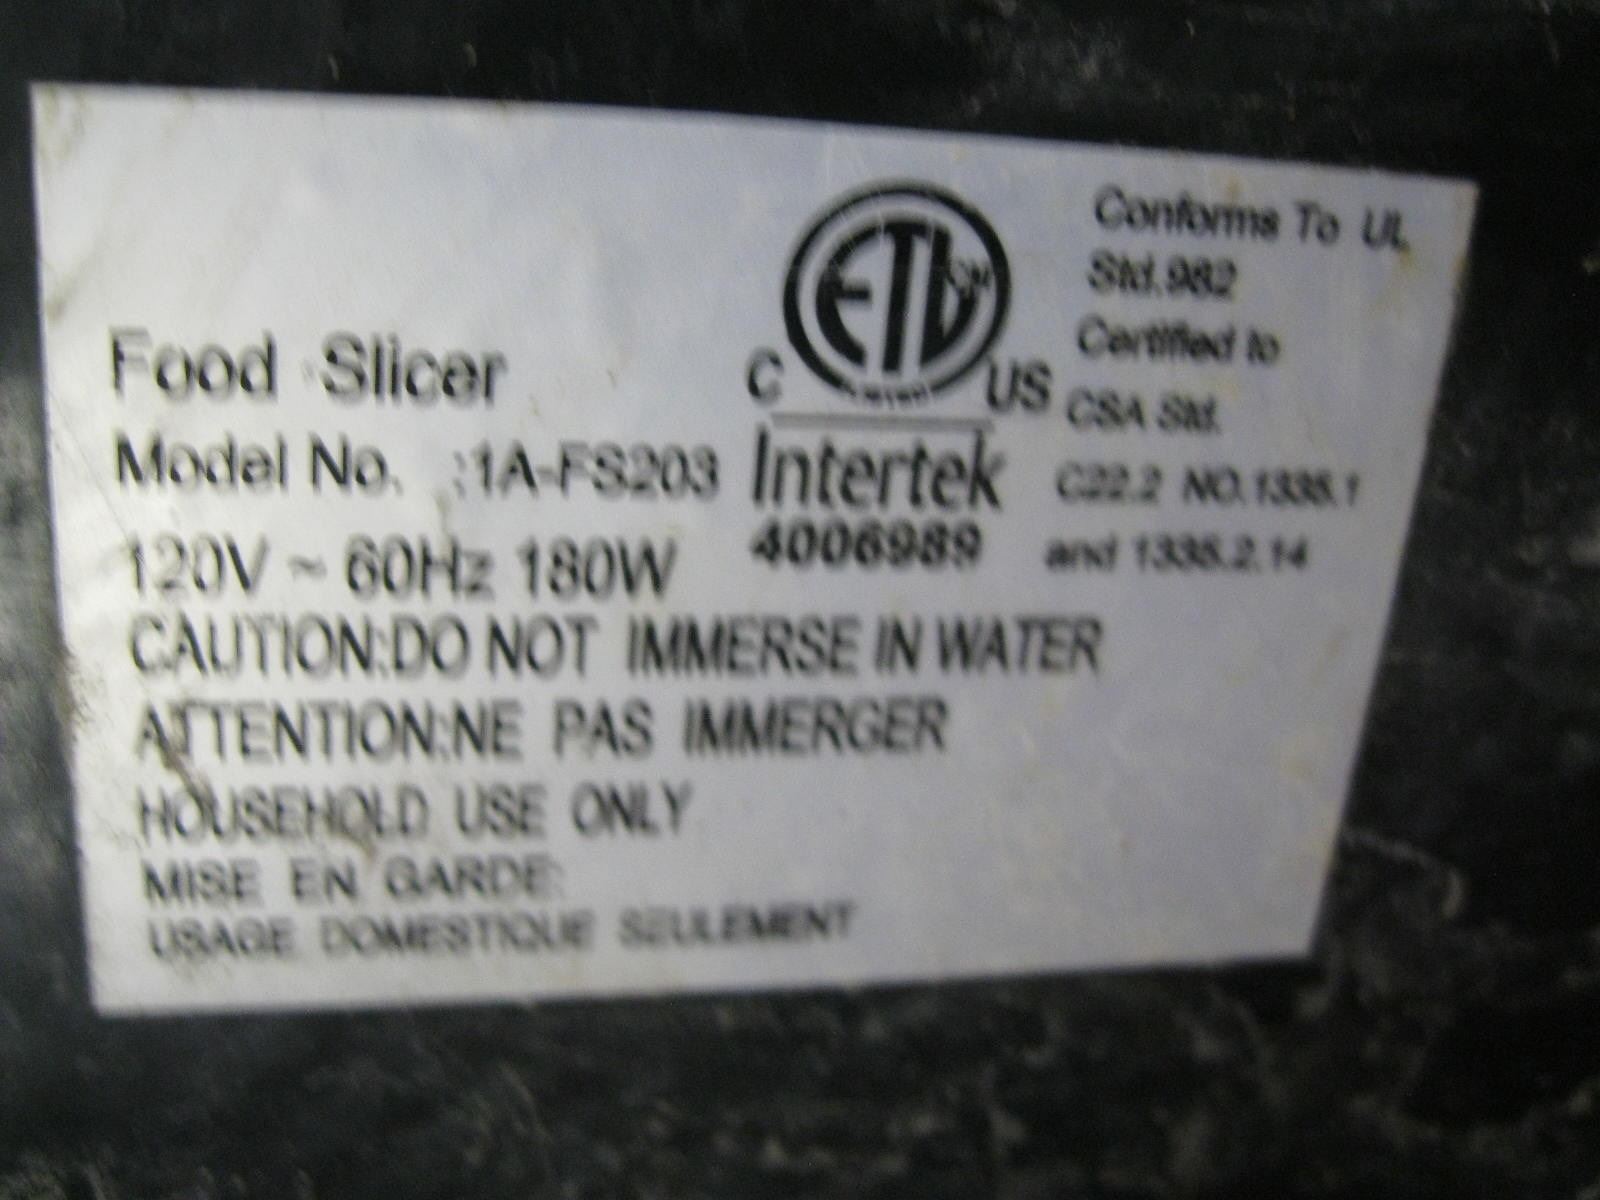 Food Slicer
Model No. :1A-FS203
120V ~ 60Hz 180W
CAUTION:DO NOT IMMERSE IN WATER
ATTENTION:NE PAS IMMERGER
HOUSEHOLD USE ONLY
MISE EN GARDE:
USAGE DOMESTIQUE SEULEMENT
ETL CM
LISTED
C US
Intertek
4006989
Conforms To UL
Std.982
Certified to
CSA Std.
C22.2 NO.1335.1
and 1335.2.14